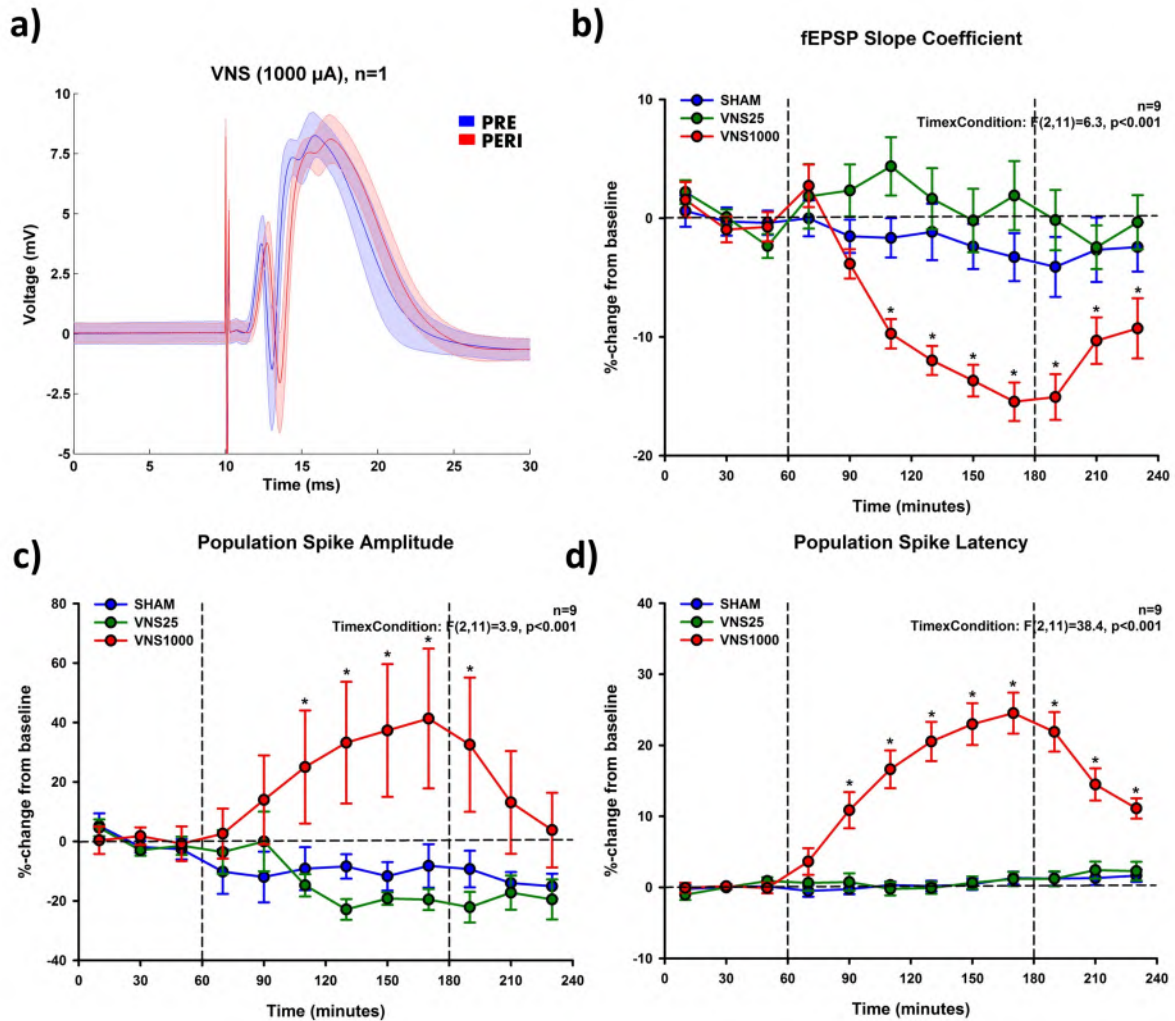 a)
VNS (1000 µA), n=1
PRE
PERI
10
7.5
5
2.5
0
-2.5
-5
Voltage (mV)
0 5 10 15 20 25 30
Time (ms)
b)
fEPSP Slope Coefficient
n=9
TimexCondition: F(2,11)=6.3, p<0.001
SHAM
VNS25
VNS1000
10
0
-10
-20
%-change from baseline
* * * * * * *
0 30 60 90 120 150 180 210 240
Time (minutes)
c)
Population Spike Amplitude
n=9
TimexCondition: F(2,11)=3.9, p<0.001
SHAM
VNS25
VNS1000
80
60
40
20
0
-20
-40
%-change from baseline
* * * * *
0 30 60 90 120 150 180 210 240
Time (minutes)
d)
Population Spike Latency
n=9
TimexCondition: F(2,11)=38.4, p<0.001
SHAM
VNS25
VNS1000
40
30
20
10
0
-10
%-change from baseline
* * * * * * * *
0 30 60 90 120 150 180 210 240
Time (minutes)